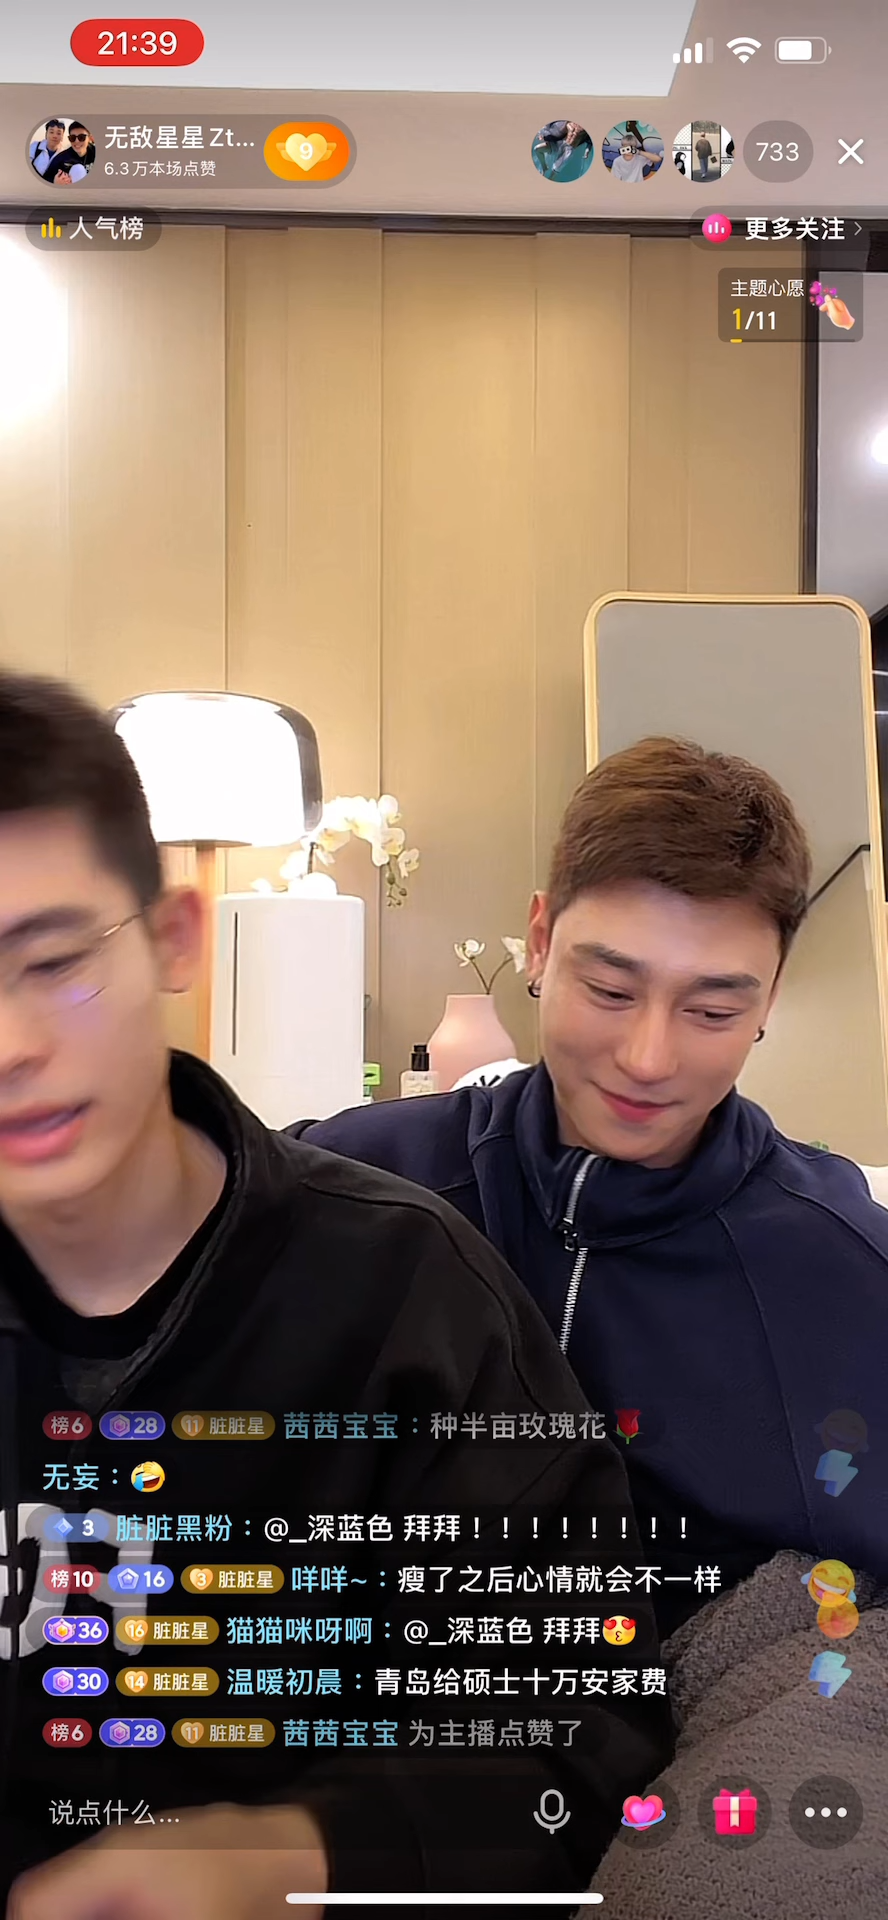 21:39
无敌星星Zt...
9
6.3万本场点赞
733
人气榜
更多关注
主题心愿
1/11
榜6 28 11 脏脏星 茜茜宝宝：种半亩玫瑰花🌹
无妄：🤣
3 脏脏黑粉：@_深蓝色 拜拜！！！！！！！！
榜10 16 3 脏脏星 咩咩~：瘦了之后心情就会不一样
36 16 脏脏星 猫猫咪呀啊：@_深蓝色 拜拜😍
30 14 脏脏星 温暖初晨：青岛给硕士十万安家费
榜6 28 11 脏脏星 茜茜宝宝 为主播点赞了
说点什么...